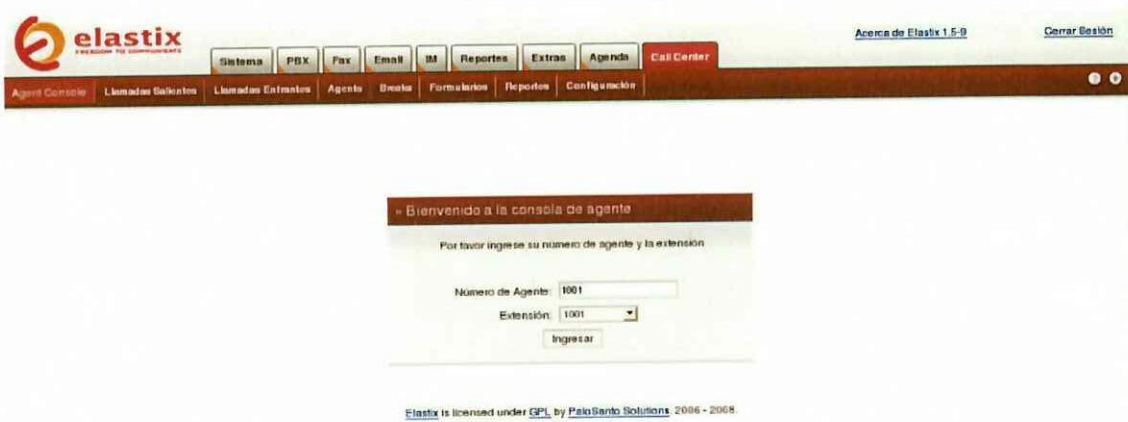 elastix
FREEDOM TO COMMUNICATE
Acerca de Elastix 1.5-9
Cerrar Sesión
Sistema PBX Fax Email IM Reportes Extras Agenda Call Center
Agent Console Llamadas Salientes Llamadas Entrantes Agents Breaks Formularios Reportes Configuración
» Bienvenido a la consola de agente
Por favor ingrese su número de agente y la extensión
Número de Agente: 1001
Extensión: 1001
Ingresar
Elastix is licensed under GPL by PaloSanto Solutions. 2006 - 2008.